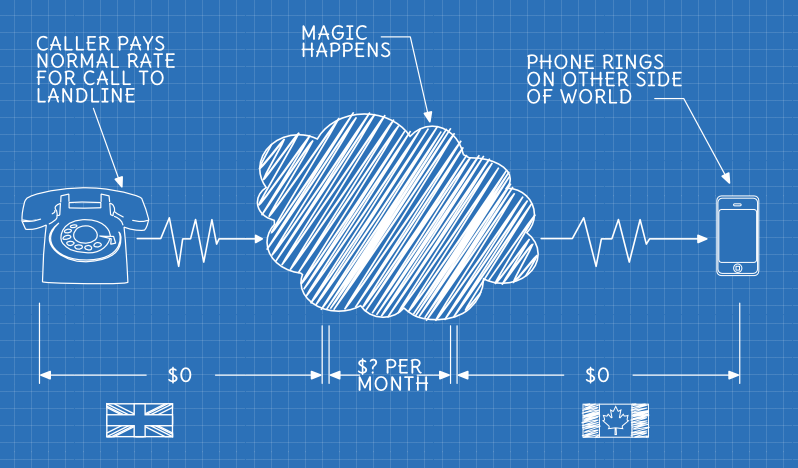 CALLER PAYS
NORMAL RATE
FOR CALL TO
LANDLINE
MAGIC
HAPPENS
PHONE RINGS
ON OTHER SIDE
OF WORLD
$0
$? PER
MONTH
$0